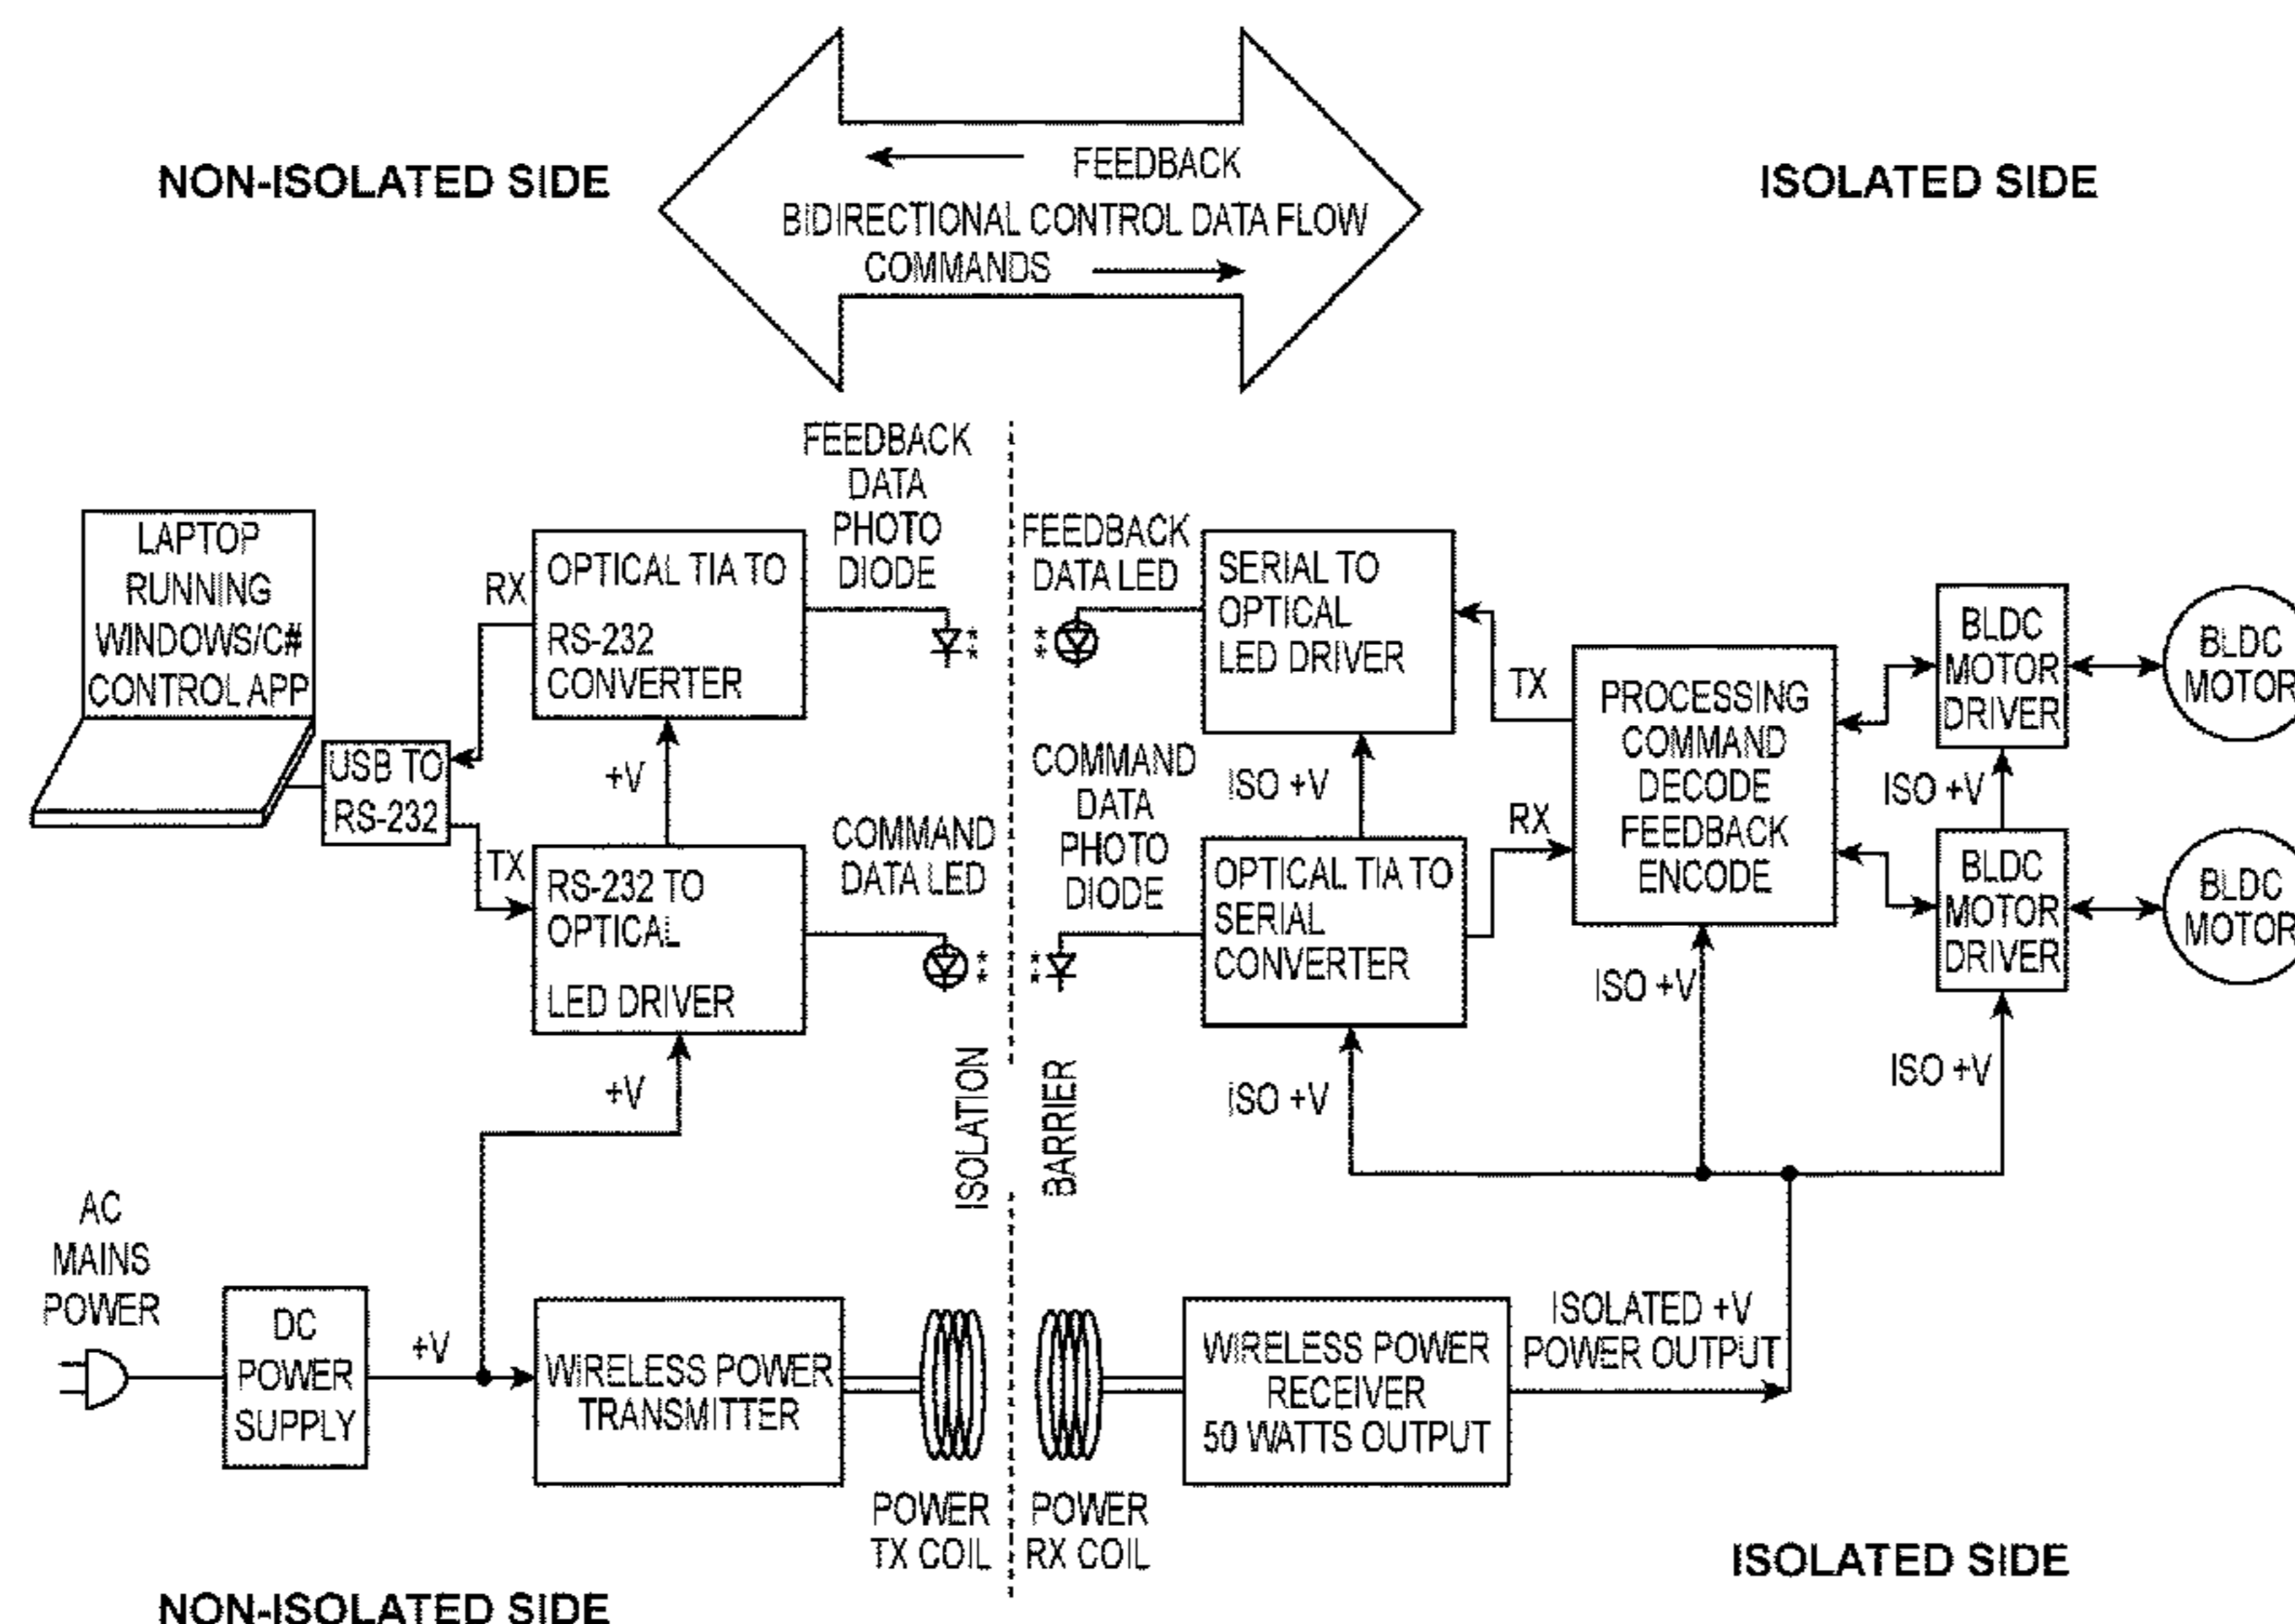 NON-ISOLATED SIDE
FEEDBACK
BIDIRECTIONAL CONTROL DATA FLOW
COMMANDS
ISOLATED SIDE
LAPTOP
RUNNING
WINDOWS/C#
CONTROL APP
USB TO
RS-232
RX
TX
OPTICAL TIA TO
RS-232
CONVERTER
+V
RS-232 TO
OPTICAL
LED DRIVER
+V
FEEDBACK
DATA
PHOTO
DIODE
**
**
COMMAND
DATA LED
**
**
ISOLATION
BARRIER
FEEDBACK
DATA LED
**
**
COMMAND
DATA
PHOTO
DIODE
**
**
SERIAL TO
OPTICAL
LED DRIVER
ISO +V
OPTICAL TIA TO
SERIAL
CONVERTER
ISO +V
TX
RX
PROCESSING
COMMAND
DECODE
FEEDBACK
ENCODE
ISO +V
BLDC
MOTOR
DRIVER
BLDC
MOTOR
ISO +V
BLDC
MOTOR
DRIVER
BLDC
MOTOR
ISO +V
AC
MAINS
POWER
DC
POWER
SUPPLY
+V
WIRELESS POWER
TRANSMITTER
POWER
TX COIL
POWER
RX COIL
WIRELESS POWER
RECEIVER
50 WATTS OUTPUT
ISOLATED +V
POWER OUTPUT
ISOLATED SIDE
NON-ISOLATED SIDE